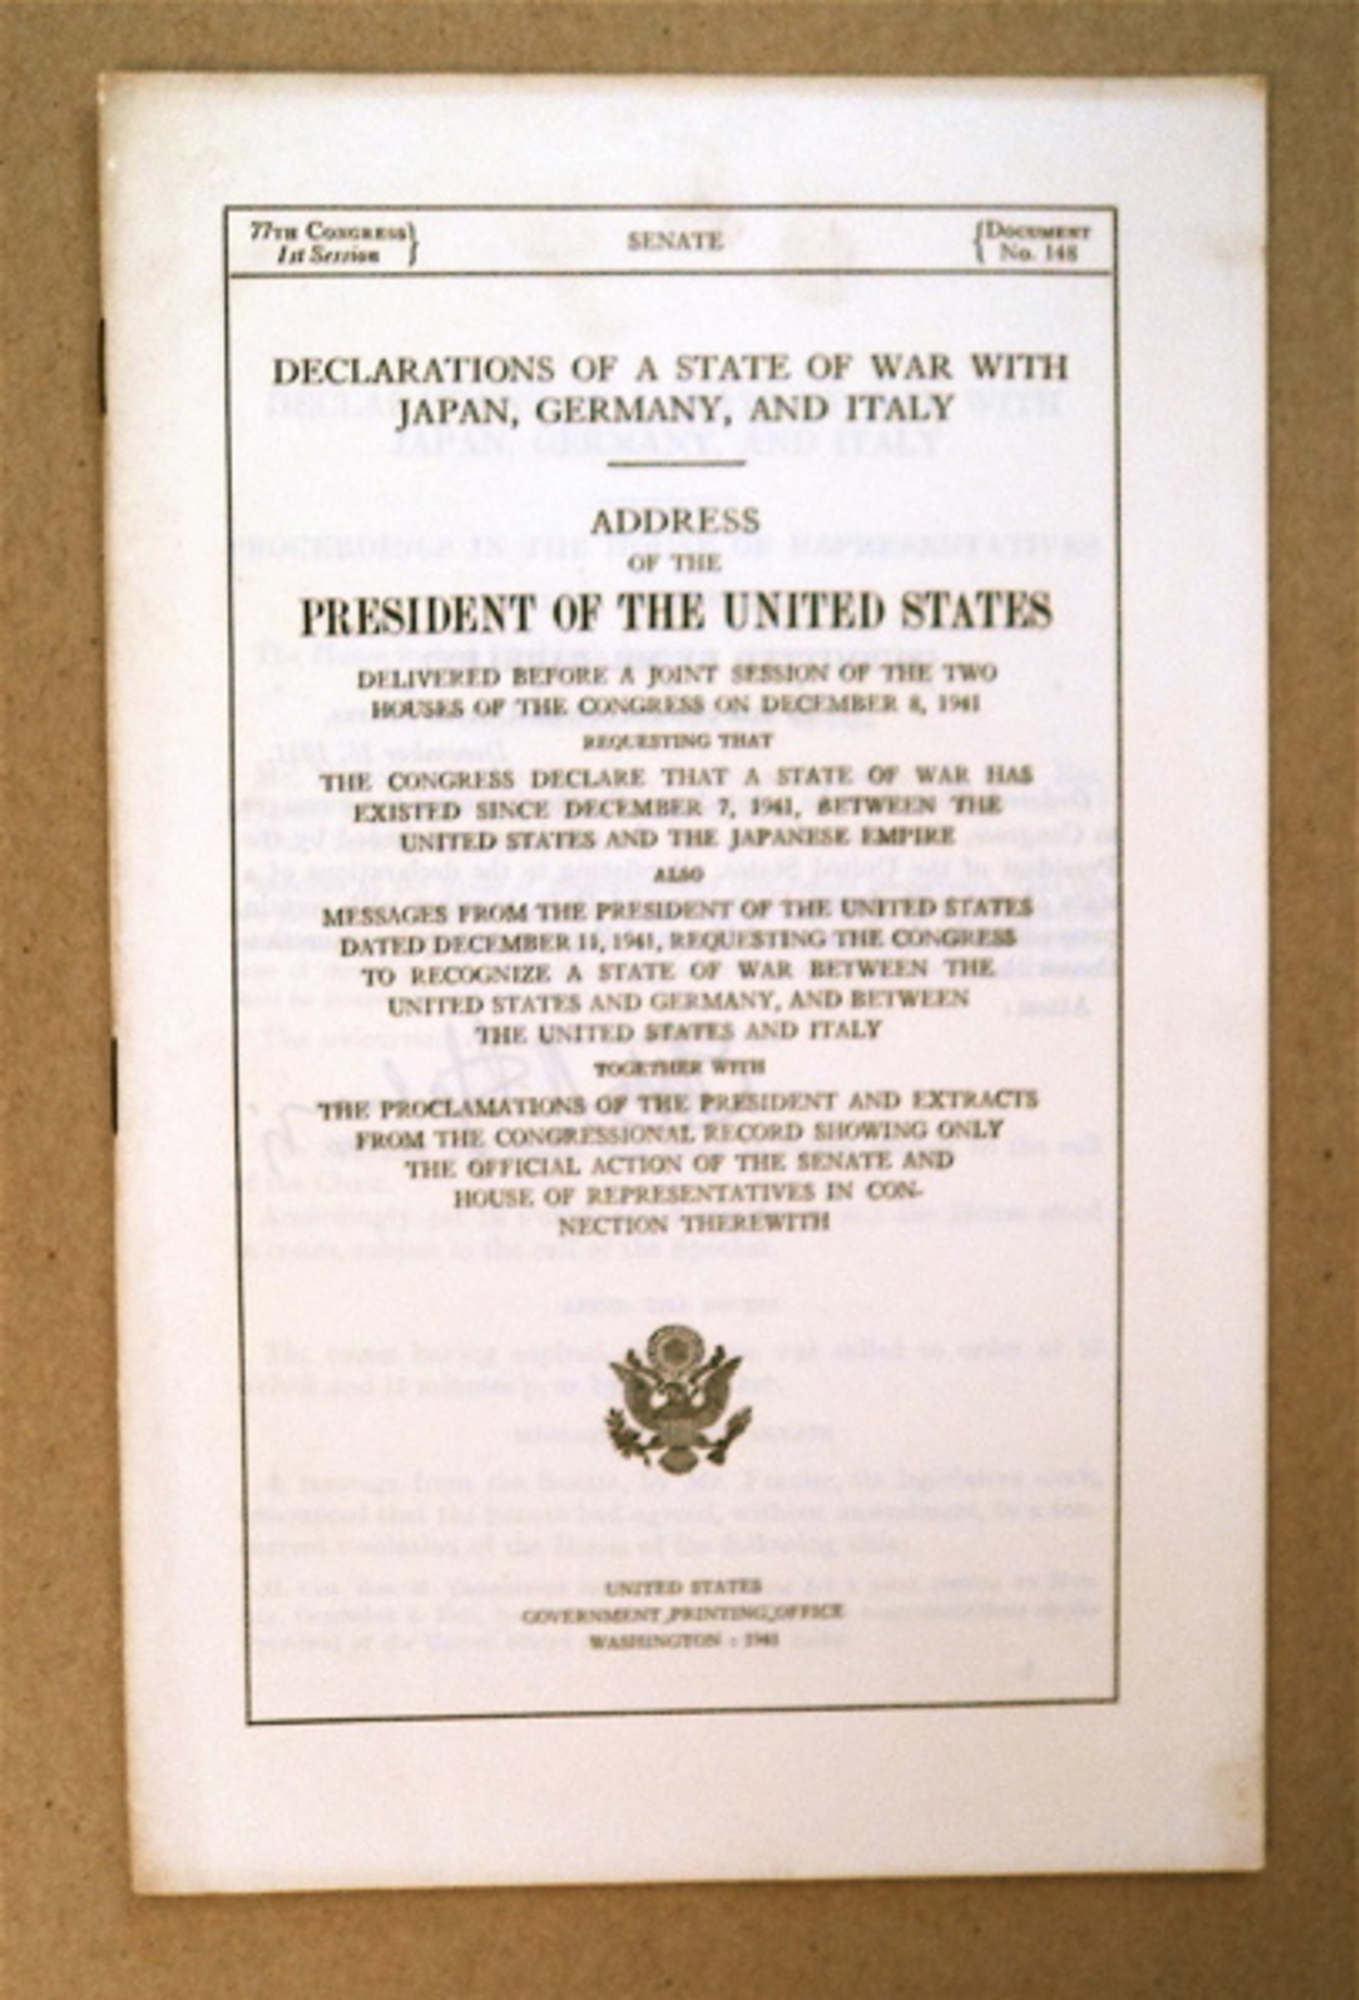 77TH CONGRESS
1st Session
SENATE
DOCUMENT
No. 148
DECLARATIONS OF A STATE OF WAR WITH
JAPAN, GERMANY, AND ITALY
ADDRESS
OF THE
PRESIDENT OF THE UNITED STATES
DELIVERED BEFORE A JOINT SESSION OF THE TWO
HOUSES OF THE CONGRESS ON DECEMBER 8, 1941
REQUESTING THAT
THE CONGRESS DECLARE THAT A STATE OF WAR HAS
EXISTED SINCE DECEMBER 7, 1941, BETWEEN THE
UNITED STATES AND THE JAPANESE EMPIRE
ALSO
MESSAGES FROM THE PRESIDENT OF THE UNITED STATES
DATED DECEMBER 11, 1941, REQUESTING THE CONGRESS
TO RECOGNIZE A STATE OF WAR BETWEEN THE
UNITED STATES AND GERMANY, AND BETWEEN
THE UNITED STATES AND ITALY
TOGETHER WITH
THE PROCLAMATIONS OF THE PRESIDENT AND EXTRACTS
FROM THE CONGRESSIONAL RECORD SHOWING ONLY
THE OFFICIAL ACTION OF THE SENATE AND
HOUSE OF REPRESENTATIVES IN CON-
NECTION THEREWITH
UNITED STATES
GOVERNMENT PRINTING OFFICE
WASHINGTON : 1941